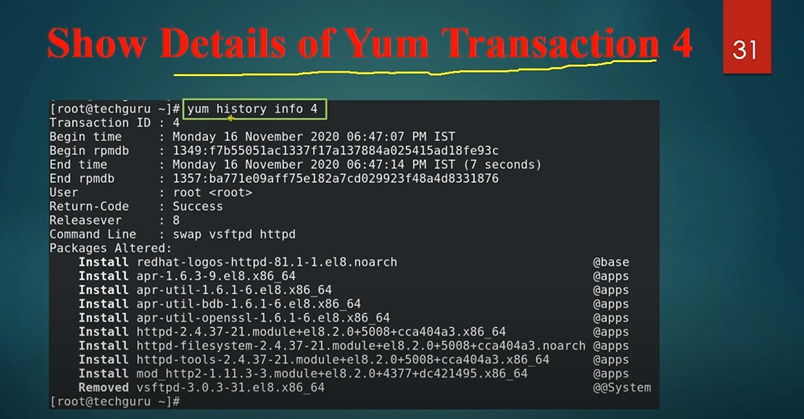 Show Details of Yum Transaction 4
31
[root@techguru ~]# yum history info 4
Transaction ID : 4
Begin time     : Monday 16 November 2020 06:47:07 PM IST
Begin rpmdb    : 1349:f7b55051ac1337f17a137884a025415ad18fe93c
End time       : Monday 16 November 2020 06:47:14 PM IST (7 seconds)
End rpmdb      : 1357:ba771e09aff75e182a7cd029923f48a4d8331876
User           : root <root>
Return-Code    : Success
Releasever     : 8
Command Line   : swap vsftpd httpd
Packages Altered:
    Install redhat-logos-httpd-81.1-1.el8.noarch @base
    Install apr-1.6.3-9.el8.x86_64 @apps
    Install apr-util-1.6.1-6.el8.x86_64 @apps
    Install apr-util-bdb-1.6.1-6.el8.x86_64 @apps
    Install apr-util-openssl-1.6.1-6.el8.x86_64 @apps
    Install httpd-2.4.37-21.module+el8.2.0+5008+cca404a3.x86_64 @apps
    Install httpd-filesystem-2.4.37-21.module+el8.2.0+5008+cca404a3.noarch @apps
    Install httpd-tools-2.4.37-21.module+el8.2.0+5008+cca404a3.x86_64 @apps
    Install mod_http2-1.11.3-3.module+el8.2.0+4377+dc421495.x86_64 @apps
    Removed vsftpd-3.0.3-31.el8.x86_64 @@System
[root@techguru ~]#